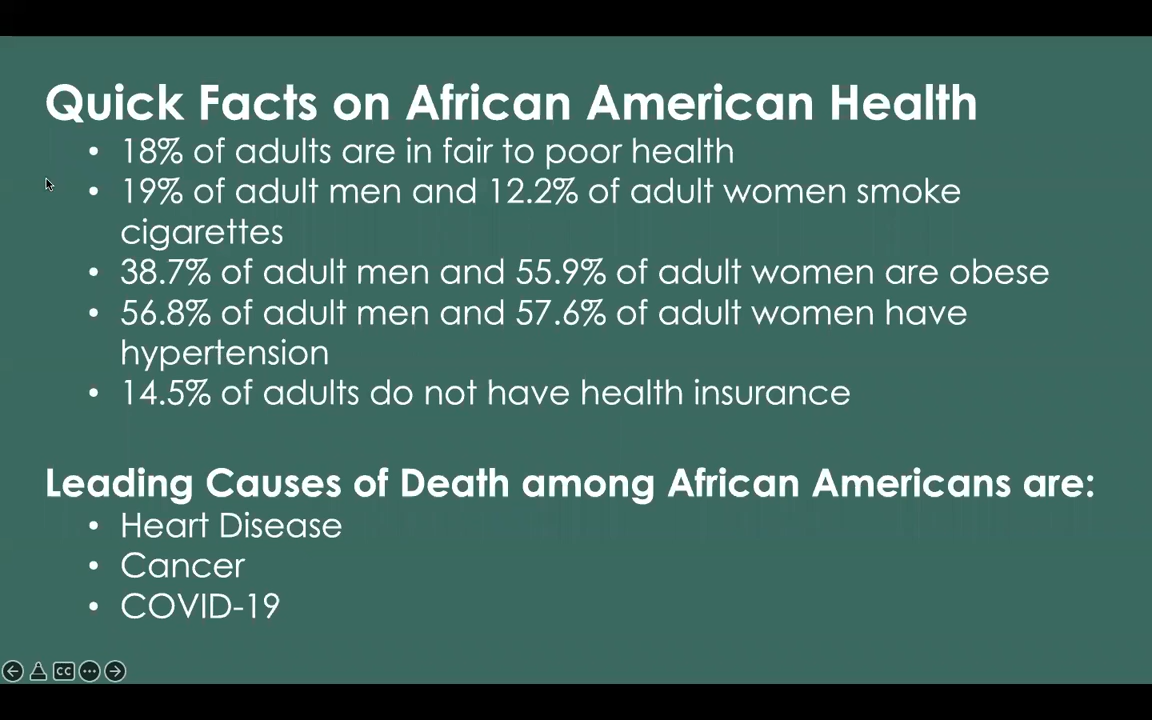 Quick Facts on African American Health
• 18% of adults are in fair to poor health
• 19% of adult men and 12.2% of adult women smoke
cigarettes
• 38.7% of adult men and 55.9% of adult women are obese
• 56.8% of adult men and 57.6% of adult women have
hypertension
• 14.5% of adults do not have health insurance
Leading Causes of Death among African Americans are:
• Heart Disease
• Cancer
• COVID-19
CC